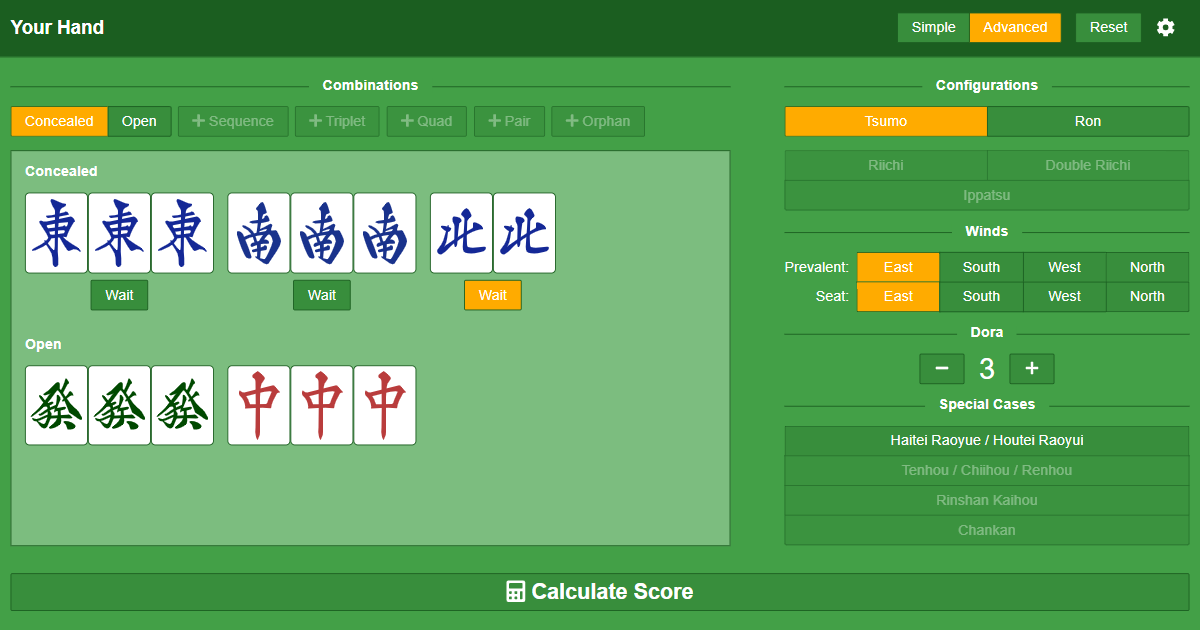 Your Hand
Simple Advanced Reset
Combinations
Concealed Open + Sequence + Triplet + Quad + Pair + Orphan
Concealed
東 東 東 南 南 南 北 北
Wait Wait Wait
Open
發 發 發 中 中 中
Configurations
Tsumo Ron
Riichi Double Riichi
Ippatsu
Winds
Prevalent: East South West North
Seat: East South West North
Dora
− 3 +
Special Cases
Haitei Raoyue / Houtei Raoyui
Tenhou / Chiihou / Renhou
Rinshan Kaihou
Chankan
Calculate Score